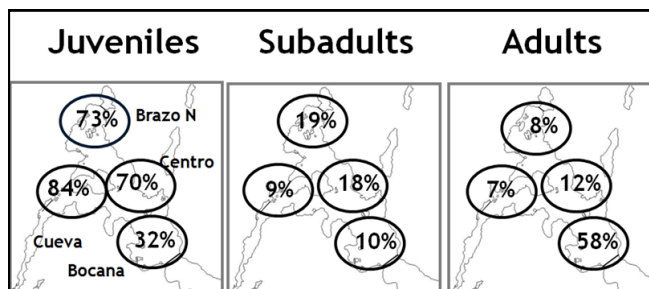 Juveniles Subadults Adults
73% Brazo N
84% 70% Centro
Cueva 32%
Bocana
19%
9% 18%
10%
8%
7% 12%
58%